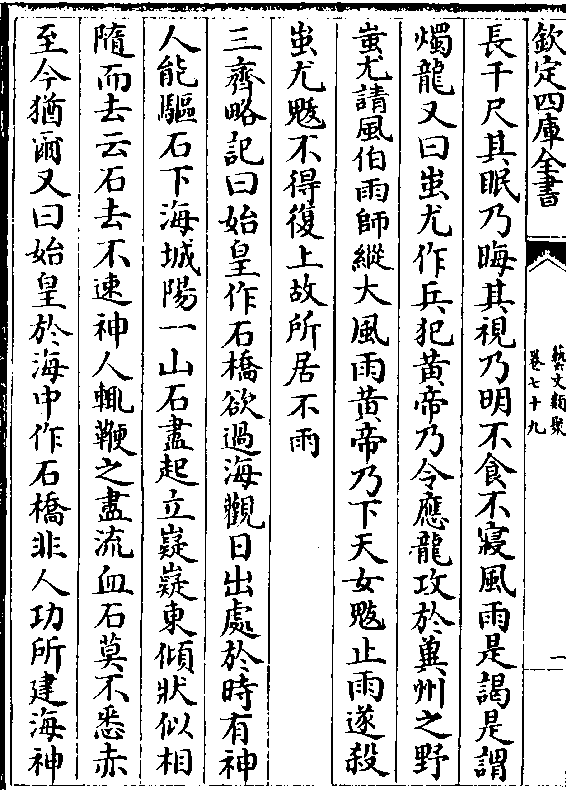 欽定四庫全書
藝文類聚
卷七十九
一
長千尺其眠乃晦其視乃明不食不寢風雨是謁是謂
燭龍又曰蚩尤作兵犯黄帝乃令應龍攻於冀州之野
蚩尤請風伯雨師縱大風雨黄帝乃下天女魃止雨遂殺
蚩尤魃不得復上故所居不雨
三齊略記曰始皇作石橋欲過海觀日出處於時有神
人能驅石下海城陽一山石盡起立嶷嶷東傾狀似相
隨而去云石去不速神人輒鞭之盡流血石莫不悉赤
至今猶爾又曰始皇於海中作石橋非人功所建海神